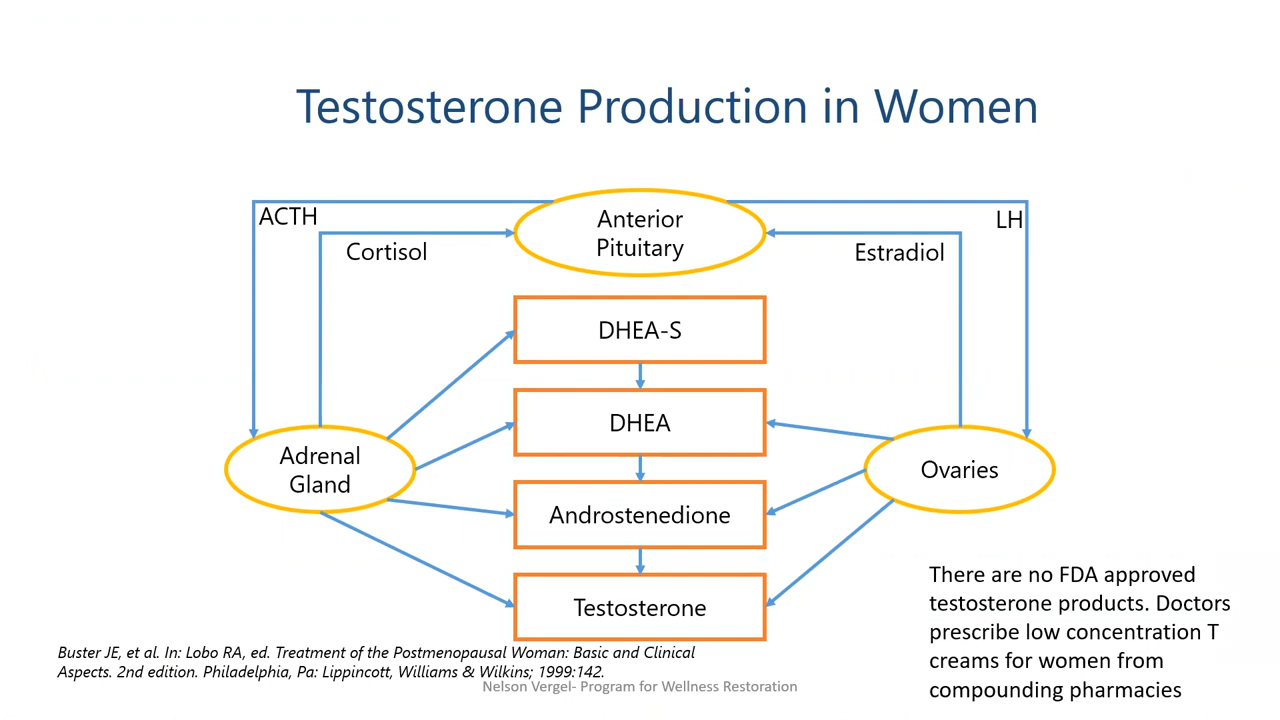 Testosterone Production in Women
ACTH
Anterior
Pituitary
LH
Cortisol
Estradiol
DHEA-S
DHEA
Adrenal
Gland
Ovaries
Androstenedione
Testosterone
There are no FDA approved
testosterone products. Doctors
prescribe low concentration T
creams for women from
compounding pharmacies
Buster JE, et al. In: Lobo RA, ed. Treatment of the Postmenopausal Woman: Basic and Clinical
Aspects. 2nd edition. Philadelphia, Pa: Lippincott, Williams & Wilkins; 1999:142.
Nelson Vergel- Program for Wellness Restoration